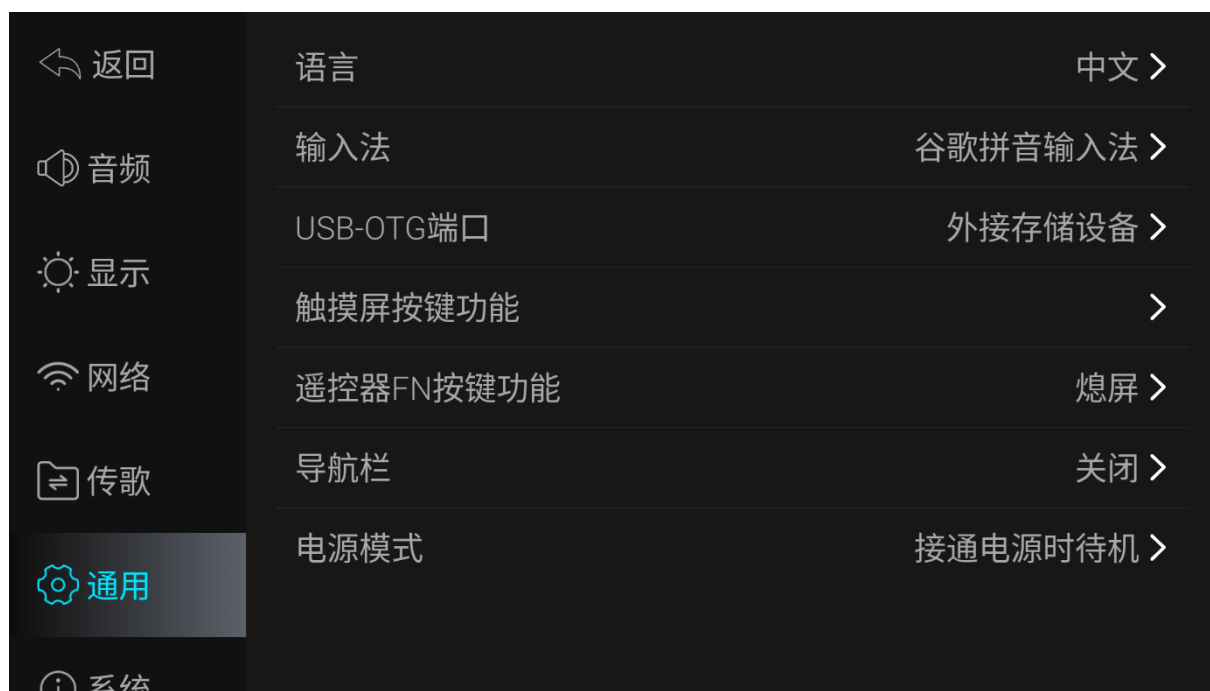 返回
音频
显示
网络
传歌
通用
系统
语言 中文
输入法 谷歌拼音输入法
USB-OTG端口 外接存储设备
触摸屏按键功能
遥控器FN按键功能 熄屏
导航栏 关闭
电源模式 接通电源时待机